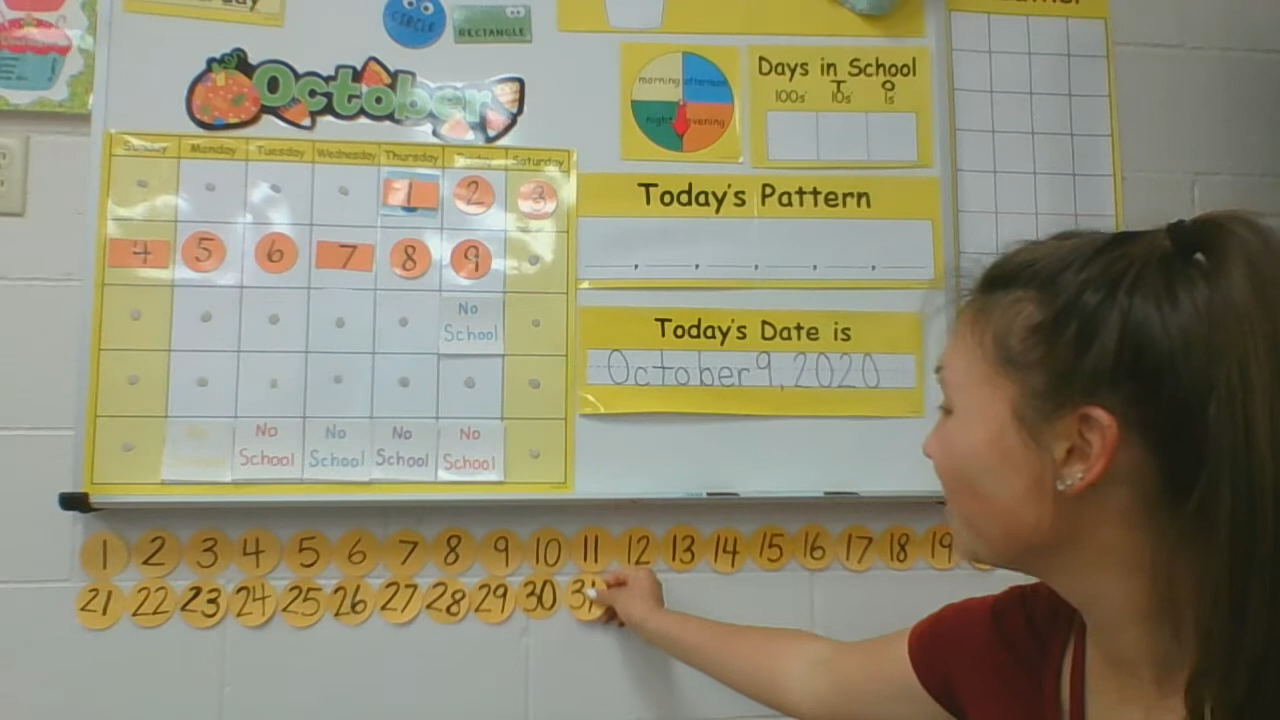 CIRCLE
RECTANGLE
October
Sunday Monday Tuesday Wednesday Thursday Friday Saturday
1 2 3
4 5 6 7 8 9
No School
No School
No School
No School
No School
morning afternoon
night evening
Days in School
T O
100s 10s 1s
Today's Pattern
Today's Date is
October 9, 2020
1 2 3 4 5 6 7 8 9 10 11 12 13 14 15 16 17 18 19
21 22 23 24 25 26 27 28 29 30 31